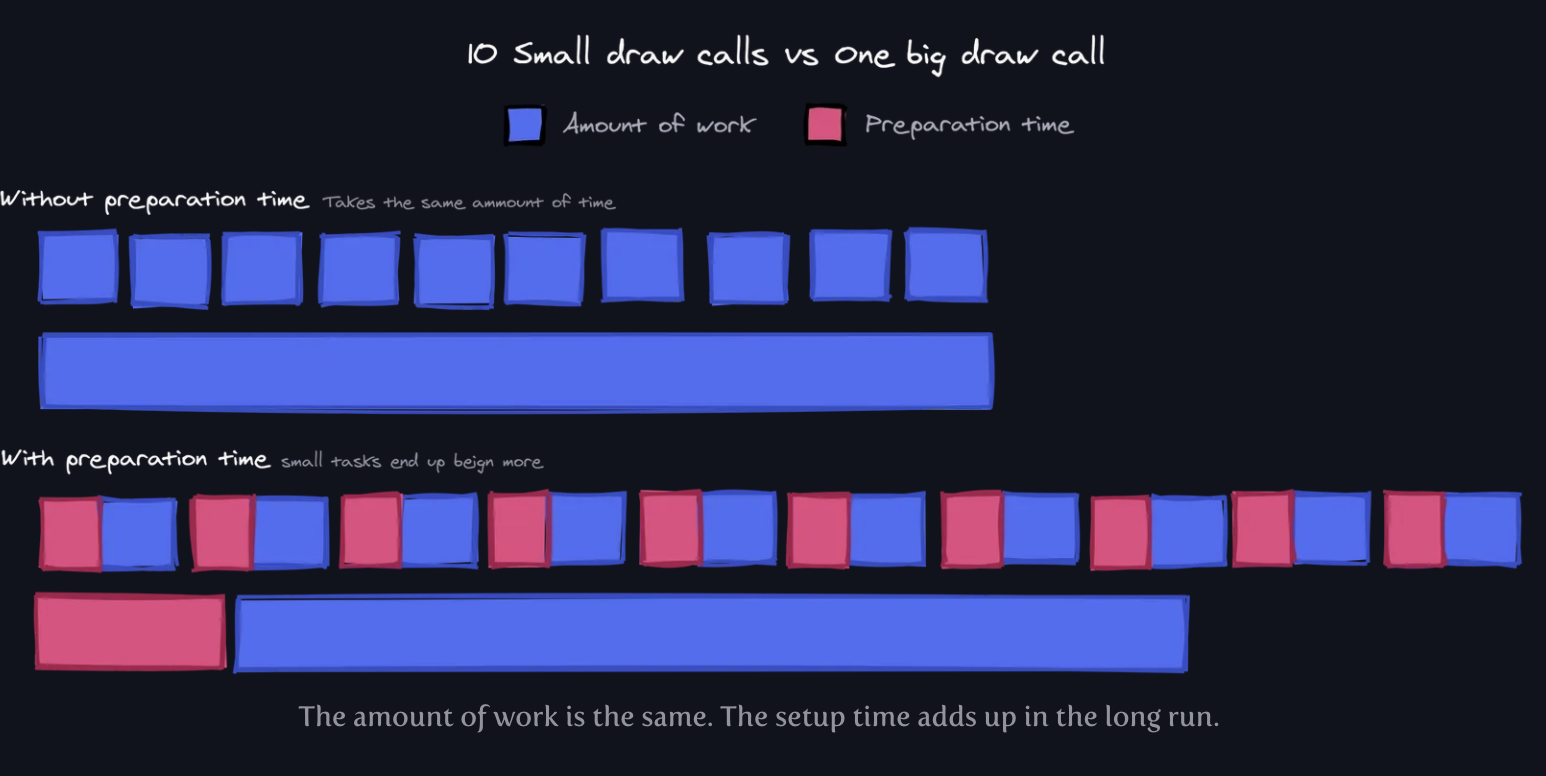 10 Small draw calls vs One big draw call
Amount of work Preparation time
Without preparation time Takes the same ammount of time
With preparation time small tasks end up beign more
The amount of work is the same. The setup time adds up in the long run.